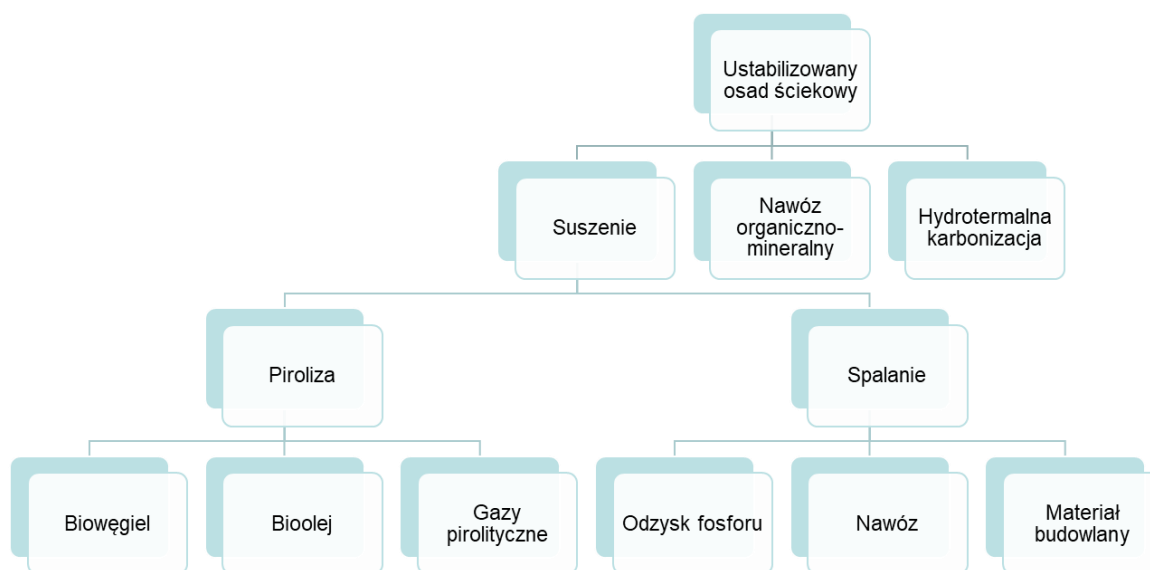 Ustabilizowany
osad ściekowy
Suszenie
Nawóz
organiczno-
mineralny
Hydrotermalna
karbonizacja
Piroliza
Spalanie
Biowęgiel
Bioolej
Gazy
pirolityczne
Odzysk fosforu
Nawóz
Materiał
budowlany